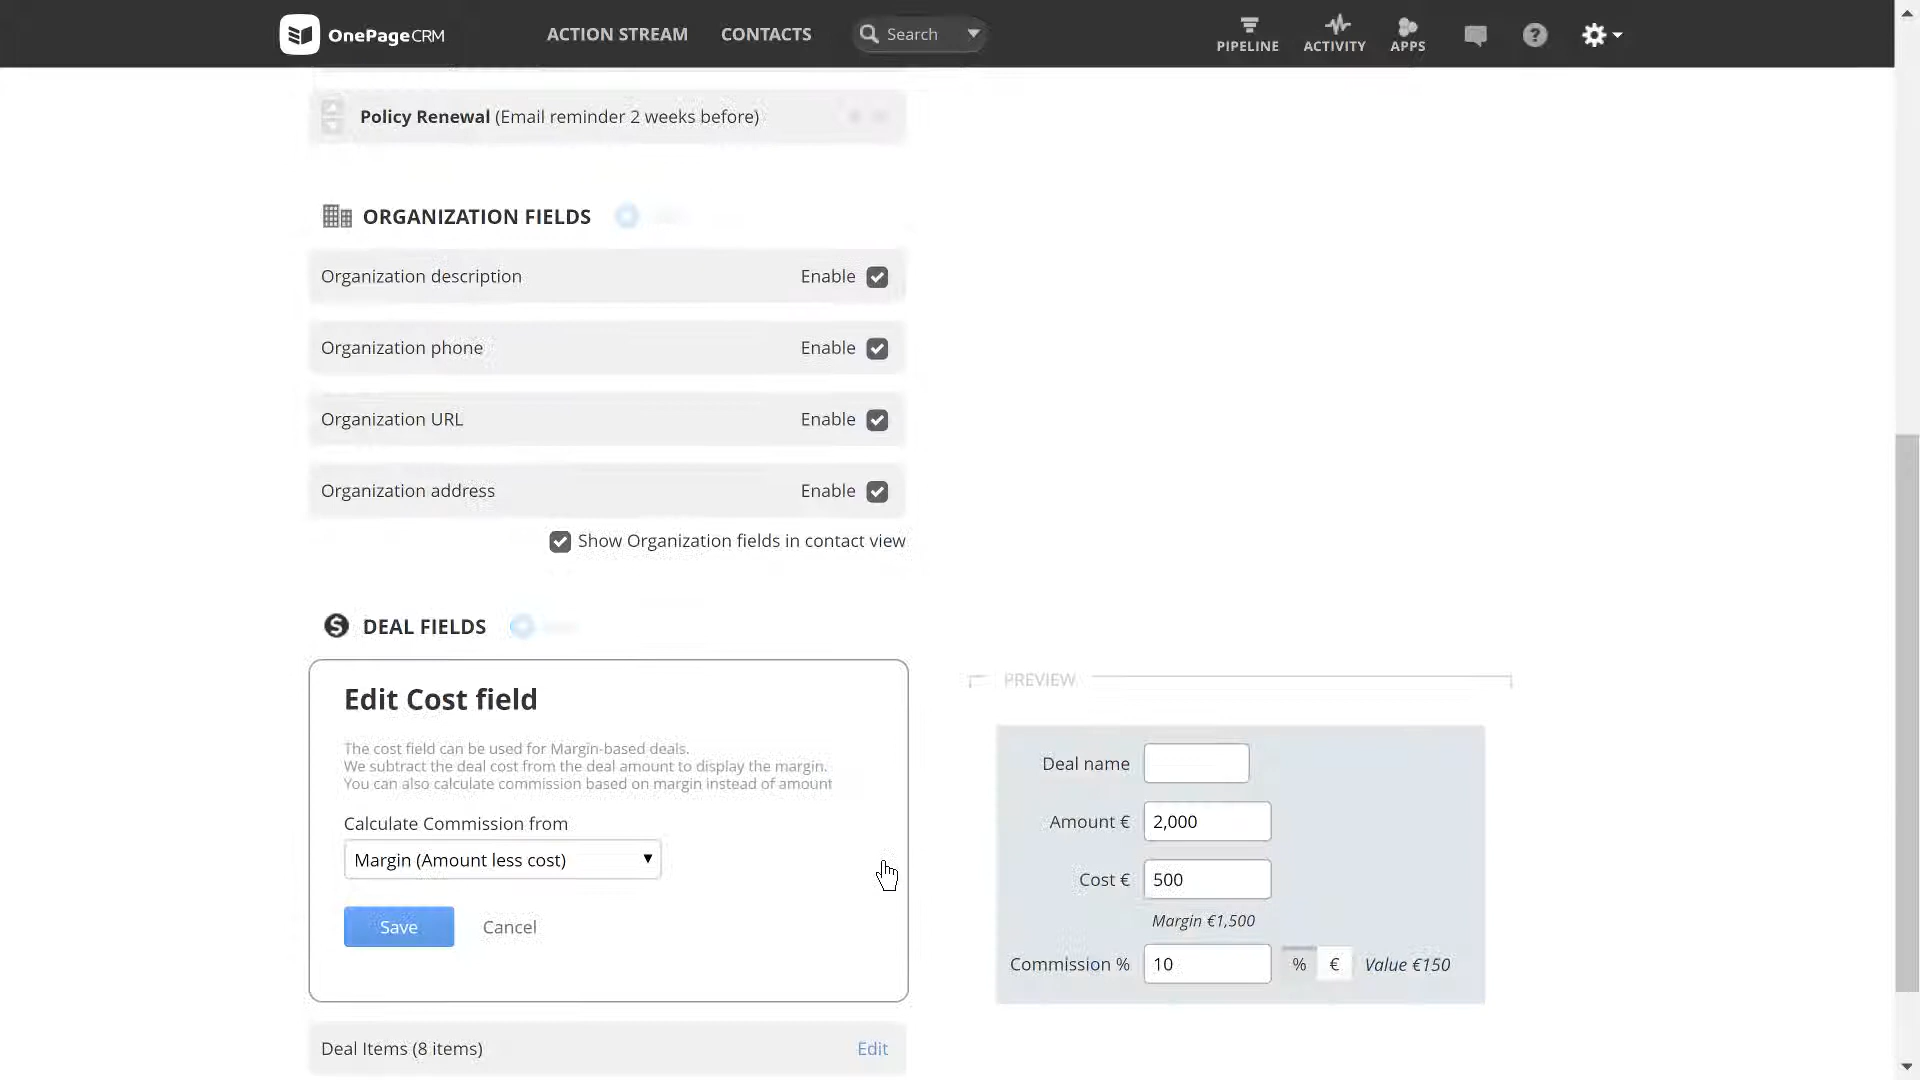 OnePageCRM
ACTION STREAM
CONTACTS
Search
PIPELINE
ACTIVITY
APPS
Policy Renewal (Email reminder 2 weeks before)
ORGANIZATION FIELDS
Organization description Enable
Organization phone Enable
Organization URL Enable
Organization address Enable
Show Organization fields in contact view
DEAL FIELDS
Edit Cost field
The cost field can be used for Margin-based deals.
We subtract the deal cost from the deal amount to display the margin.
You can also calculate commission based on margin instead of amount
Calculate Commission from
Margin (Amount less cost)
Save Cancel
Deal Items (8 items) Edit
PREVIEW
Deal name
Amount € 2,000
Cost € 500
Margin €1,500
Commission % 10 % € Value €150